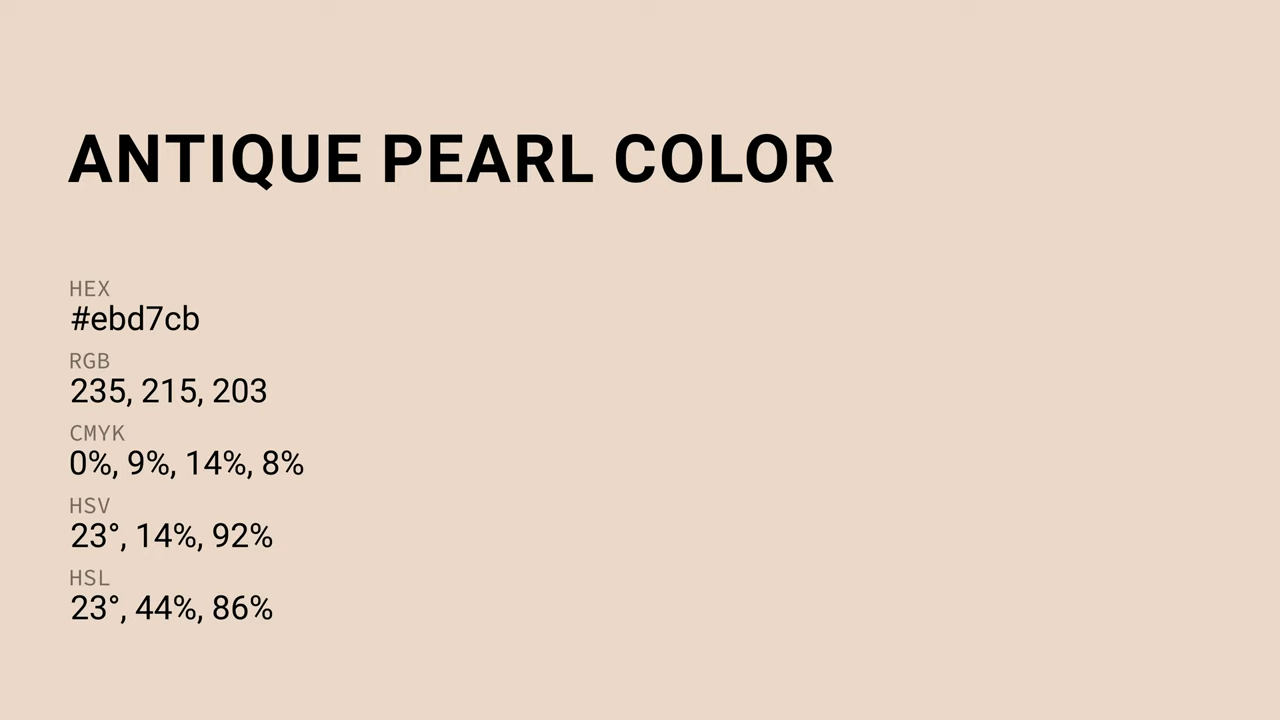 ANTIQUE PEARL COLOR
HEX
#ebd7cb
RGB
235, 215, 203
CMYK
0%, 9%, 14%, 8%
HSV
23°, 14%, 92%
HSL
23°, 44%, 86%